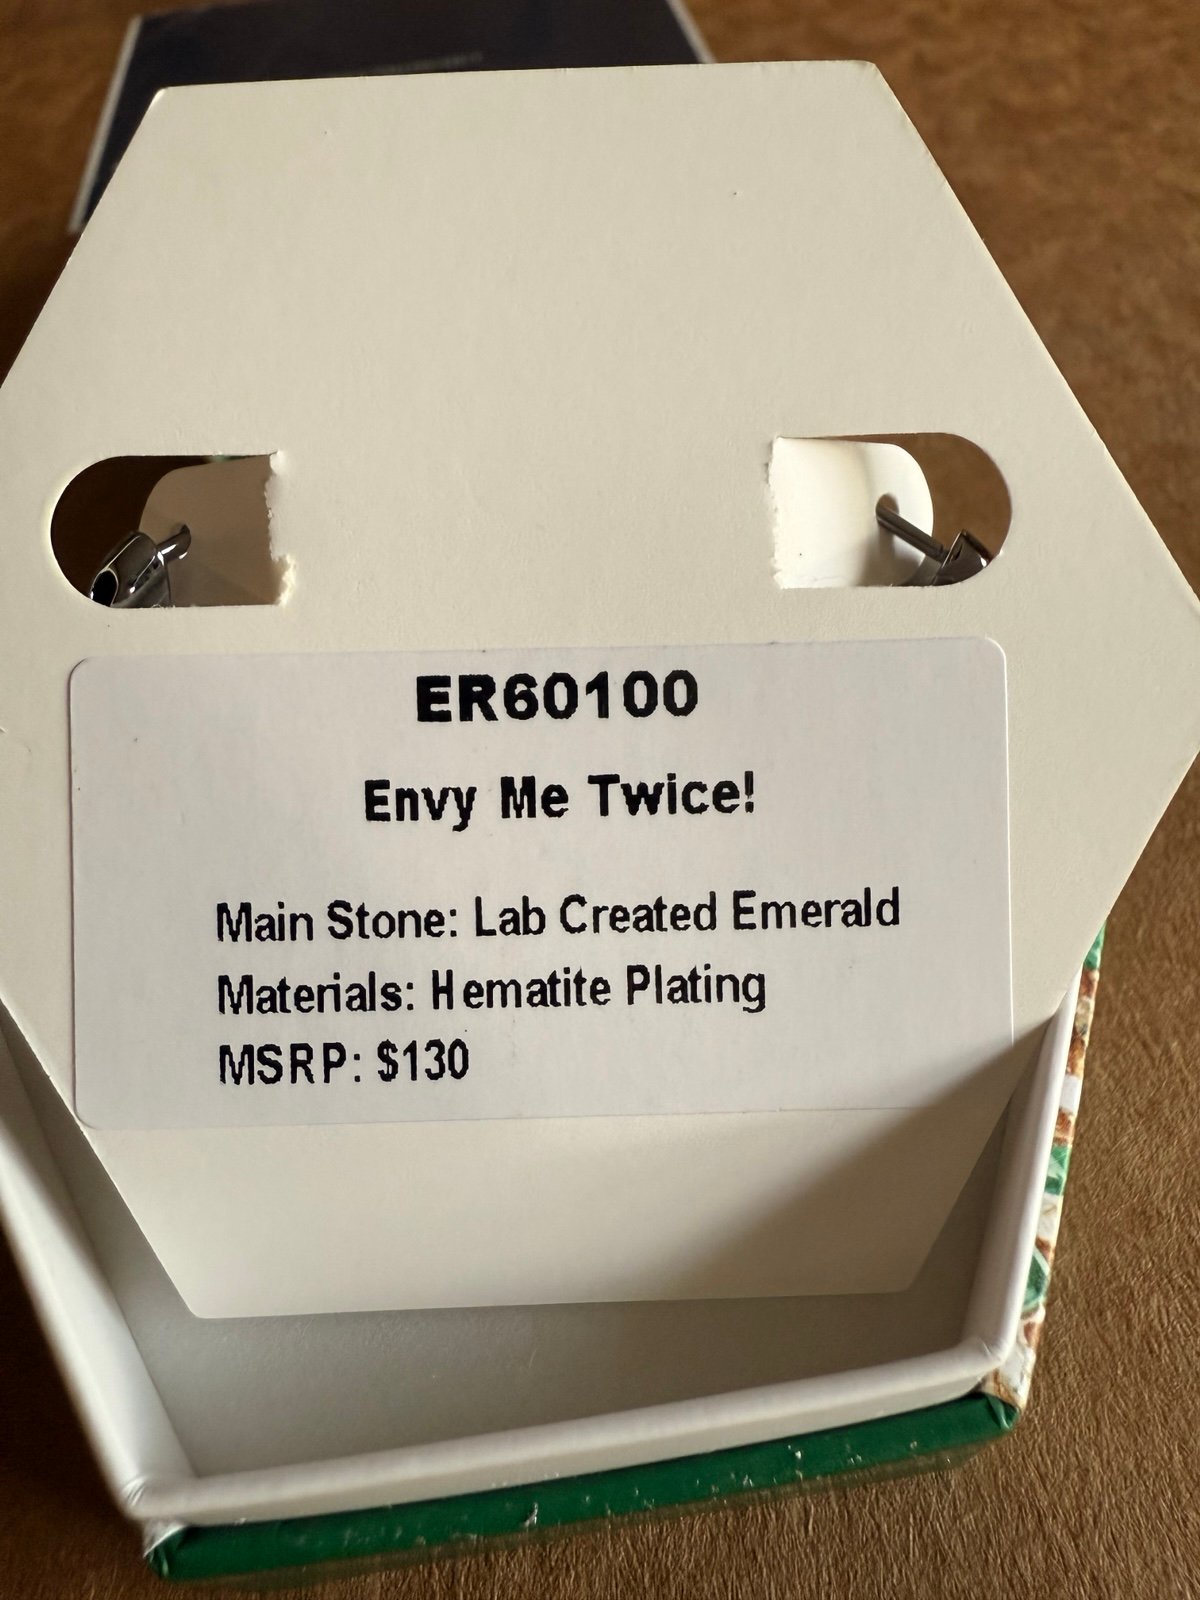 ER60100
Envy Me Twice!
Main Stone: Lab Created Emerald
Materials: Hematite Plating
MSRP: $130